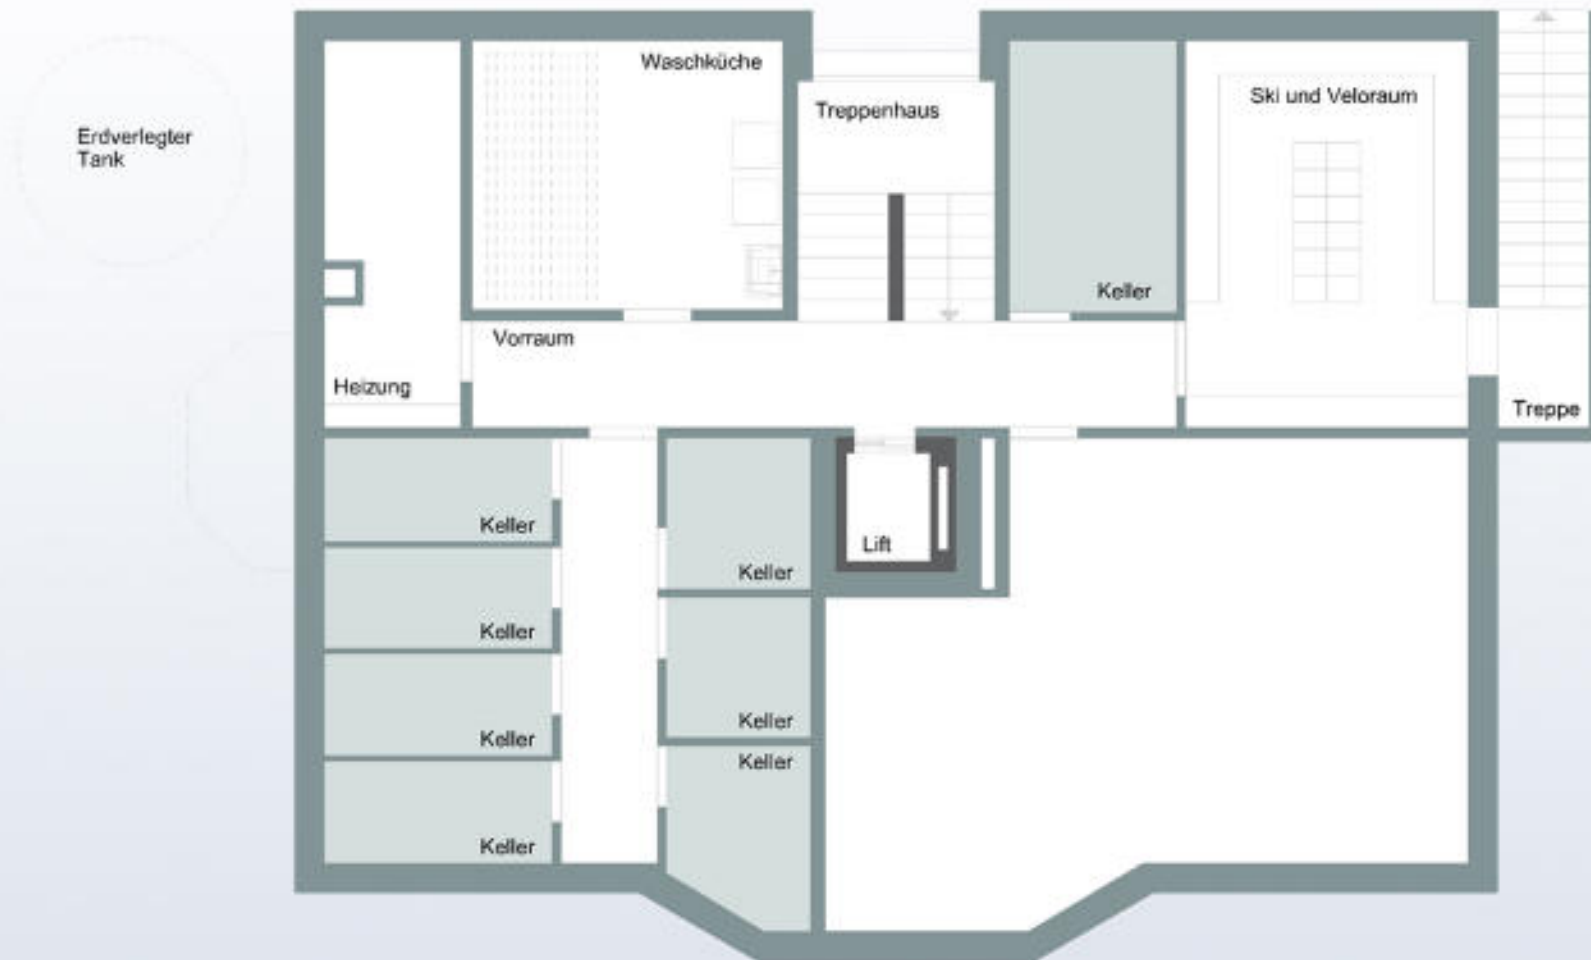 Waschküche
Ski und Veloraum
Treppenhaus
Erdverlegter
Tank
Keller
Vorraum
Heizung
Treppe
Keller
Lift
Keller
Keller
Keller
Keller
Keller
Keller